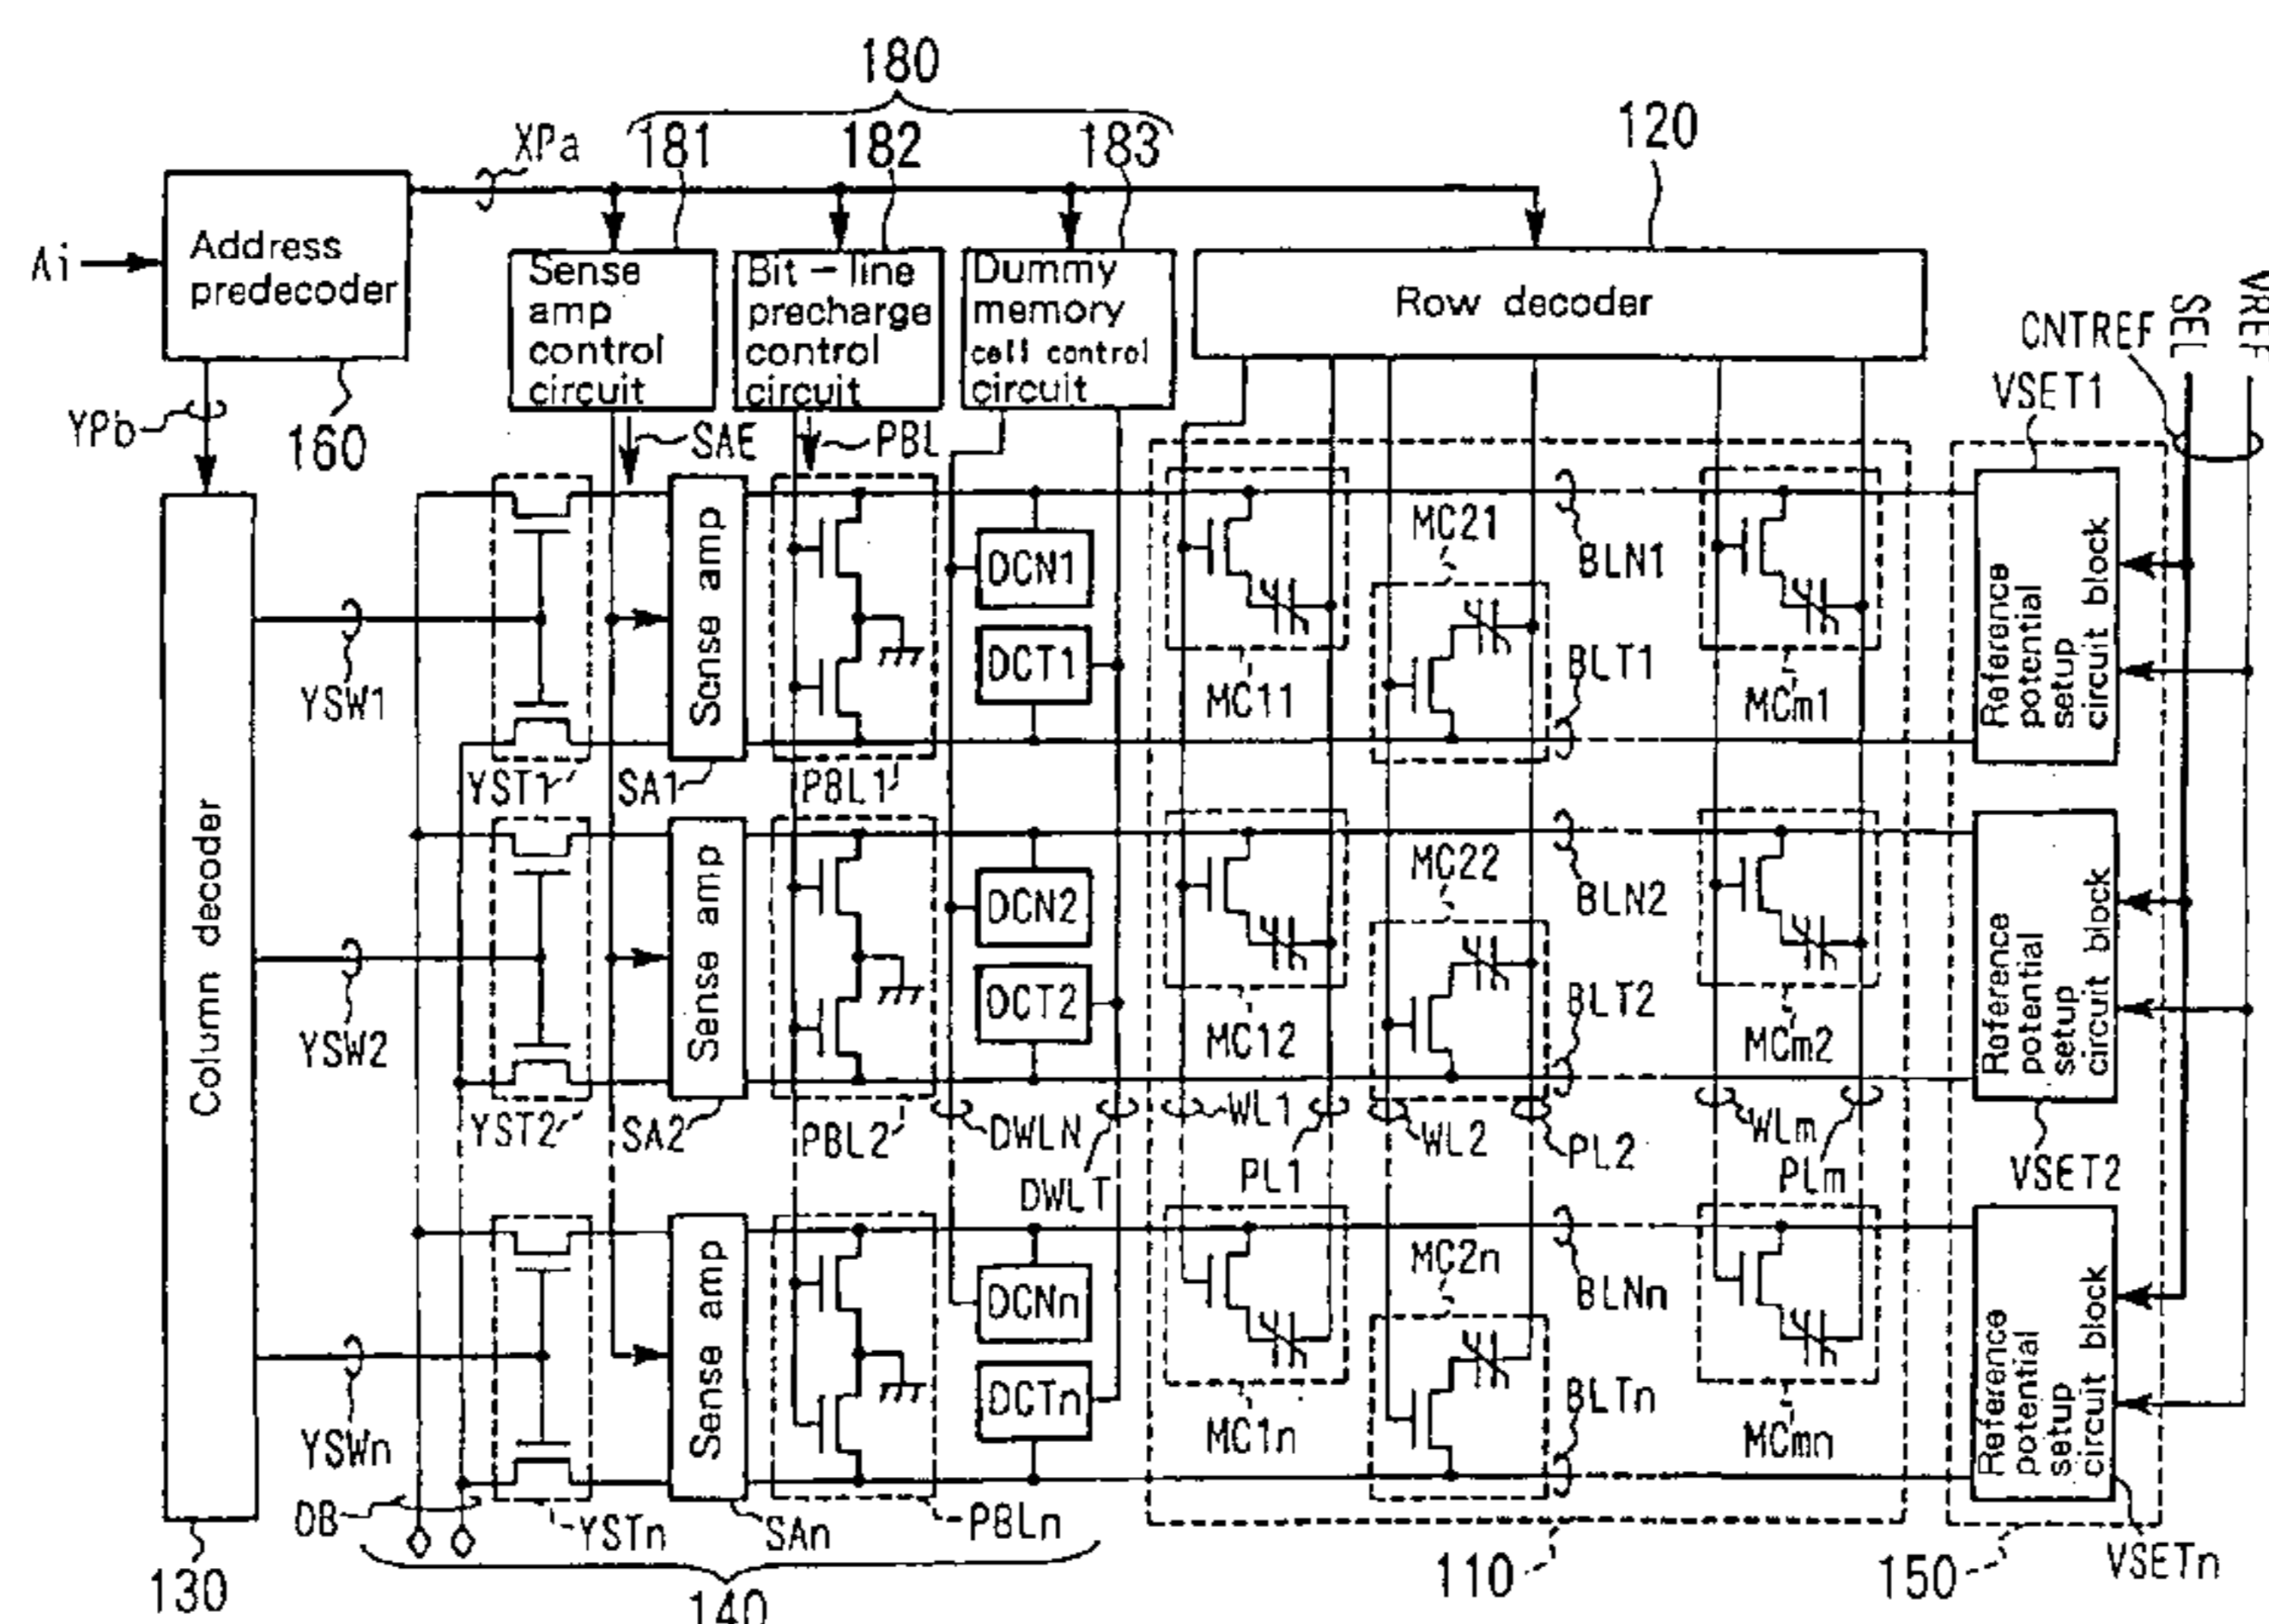 180
XPa
181
182
183
120
Ai
Address
predecoder
Sense
amp
control
circuit
Bit - line
precharge
control
circuit
Dummy
memory
cell control
circuit
Row decoder
CNTREF
SEL
VREF
VSET1
YPb
160
SAE
PBL
Column decoder
YSW1
YST1
Sense amp
SA1
PBL1
DCN1
DCT1
MC11
MC21
BLN1
BLT1
MCm1
Reference
potential
setup
circuit block
YSW2
YST2
Sense amp
SA2
PBL2
DCN2
DCT2
DWLN
DWLT
MC12
MC22
BLN2
BLT2
MCm2
WL1
PL1
WL2
PL2
WLm
PLm
Reference
potential
setup
circuit block
VSET2
YSWn
DB
YSTn
Sense amp
SAn
PBLn
DCNn
DCTn
MC1n
MC2n
BLNn
BLTn
MCmn
Reference
potential
setup
circuit block
VSETn
130
140
110
150